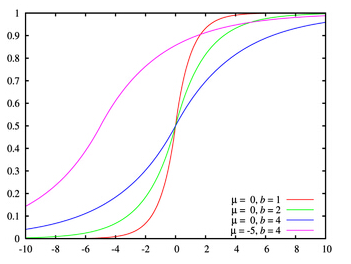 1
0.9
0.8
0.7
0.6
0.5
0.4
0.3
0.2
0.1
0
μ = 0, b = 1
μ = 0, b = 2
μ = 0, b = 4
μ = -5, b = 4
-10 -8 -6 -4 -2 0 2 4 6 8 10